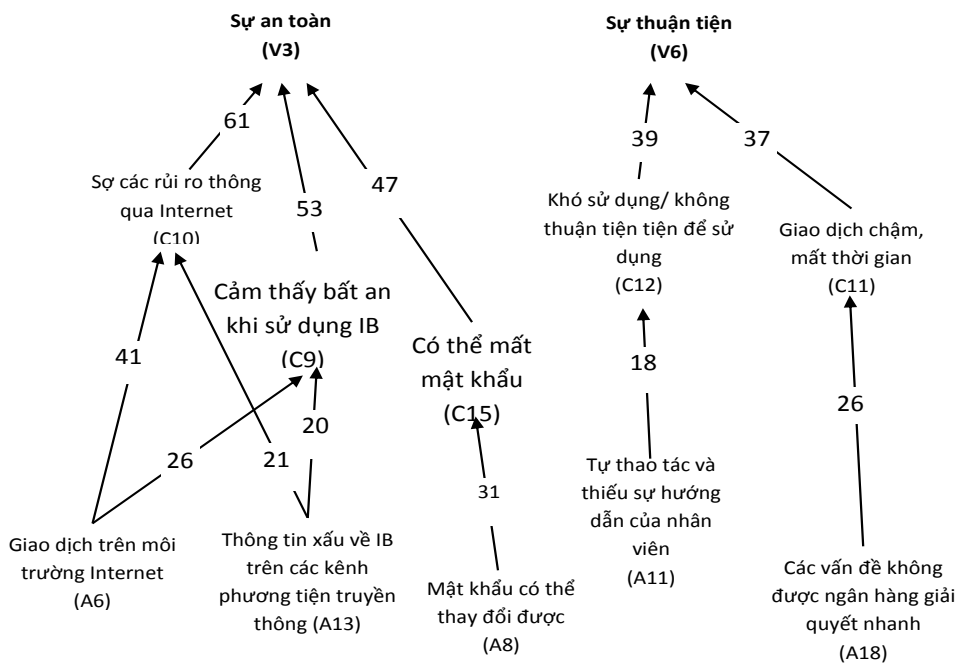 Sự an toàn
(V3)
Sự thuận tiện
(V6)
61
39
37
47
53
Sợ các rủi ro thông
qua Internet
(C10)
Khó sử dụng/ không
thuận tiện tiện để sử
dụng
(C12)
Giao dịch chậm,
mất thời gian
(C11)
Cảm thấy bất an
khi sử dụng IB
(C9)
Có thể mất
mật khẩu
(C15)
41
26
21
20
31
18
26
Giao dịch trên môi
trường Internet
(A6)
Thông tin xấu về IB
trên các kênh
phương tiện truyền
thông (A13)
Mật khẩu có thể
thay đổi được
(A8)
Tự thao tác và
thiếu sự hướng
dẫn của nhân
viên
(A11)
Các vấn đề không
được ngân hàng giải
quyết nhanh
(A18)